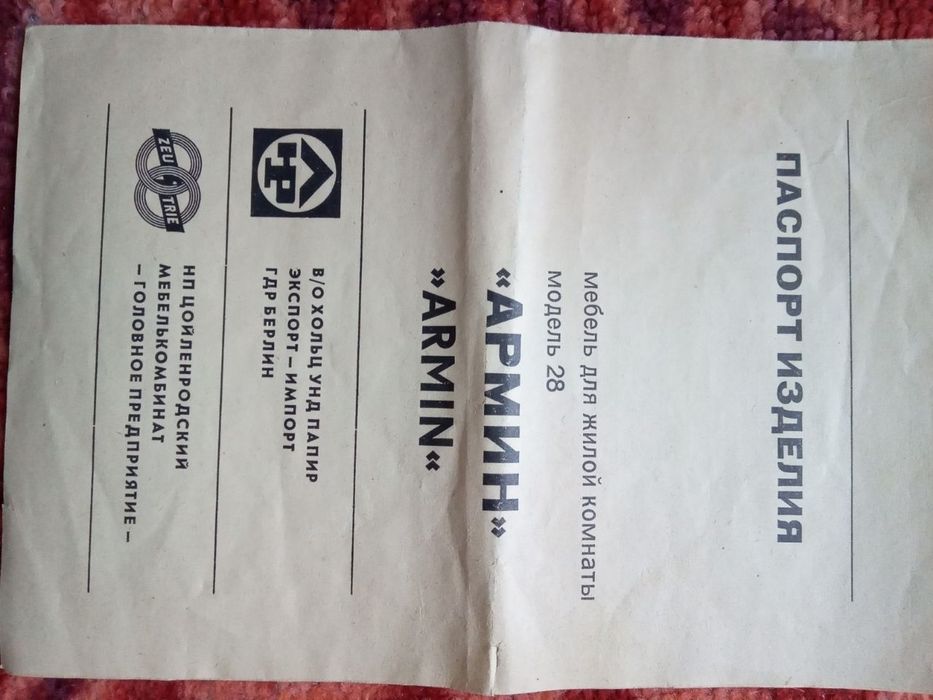 ПАСПОРТ ИЗДЕЛИЯ
мебель для жилой комнаты
модель 28
«АРМИН»
»ARMIN«
HP
В/О ХОЛЬЦ УНД ПАПИР
ЭКСПОРТ – ИМПОРТ
ГДР БЕРЛИН
ZEU TRIE
НП ЦОЙЛЕНРОДСКИЙ
МЕБЕЛЬКОМБИНАТ
– ГОЛОВНОЕ ПРЕДПРИЯТИЕ –